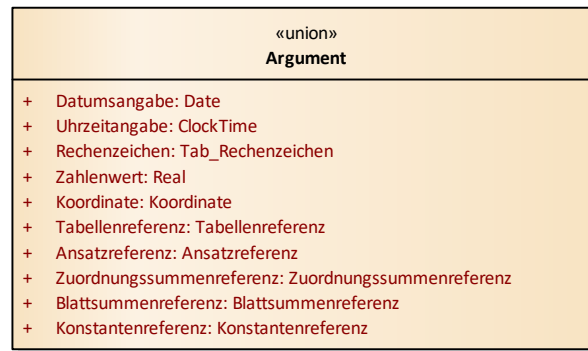 «union»
Argument
+ Datumsangabe: Date
+ Uhrzeitangabe: ClockTime
+ Rechenzeichen: Tab_Rechenzeichen
+ Zahlenwert: Real
+ Koordinate: Koordinate
+ Tabellenreferenz: Tabellenreferenz
+ Ansatzreferenz: Ansatzreferenz
+ Zuordnungssummenreferenz: Zuordnungssummenreferenz
+ Blattsummenreferenz: Blattsummenreferenz
+ Konstantenreferenz: Konstantenreferenz